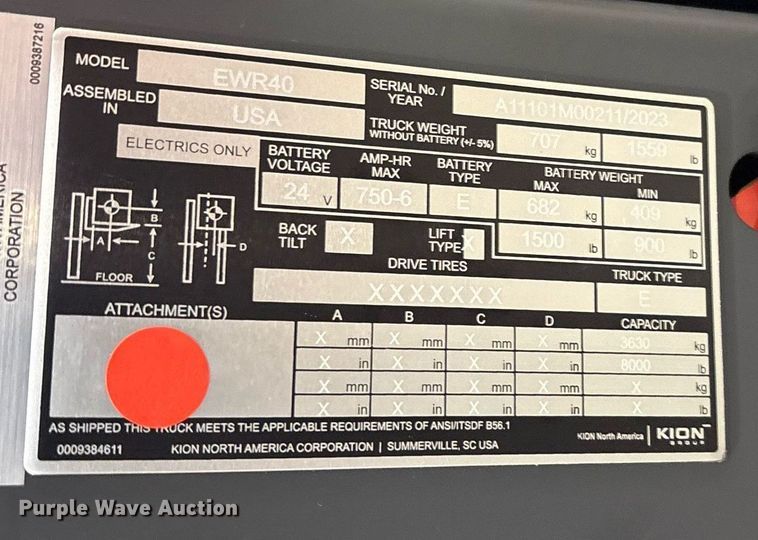 0009387216
AMERICA
CORPORATION
MODEL EWR40 SERIAL No. / YEAR A11101M00211/2023
ASSEMBLED IN USA TRUCK WEIGHT WITHOUT BATTERY (+/- 5%) 707 kg 1559 lb
ELECTRICS ONLY BATTERY VOLTAGE AMP-HR MAX BATTERY TYPE BATTERY WEIGHT MAX MIN
24 V 750-6 E 682 kg 409 kg
BACK TILT X LIFT TYPE X 1500 lb 900 lb
A B C D FLOOR
DRIVE TIRES TRUCK TYPE
XXXXXXX E
ATTACHMENT(S) A B C D CAPACITY
X mm X mm X mm X mm 3630 kg
X in X in X in X in 8000 lb
X mm X mm X mm X mm X kg
X in X in X in X in X lb
AS SHIPPED THIS TRUCK MEETS THE APPLICABLE REQUIREMENTS OF ANSI/ITSDF B56.1
0009384611 KION NORTH AMERICA CORPORATION | SUMMERVILLE, SC USA
KION North America | KION GROUP
Purple Wave Auction